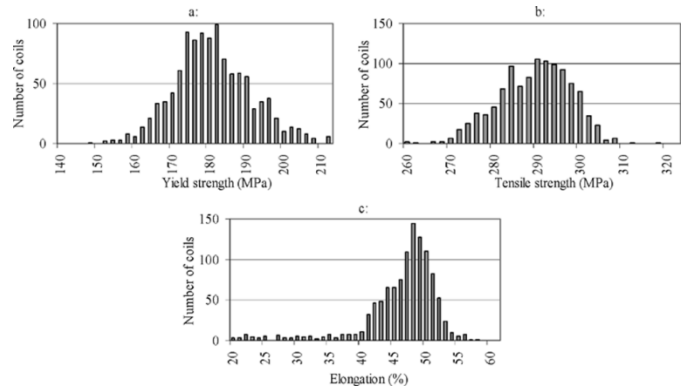 a:
Number of coils
100
50
0
140 150 160 170 180 190 200 210
Yield strength (MPa)
b:
Number of coils
150
100
50
0
260 270 280 290 300 310 320
Tensile strength (MPa)
c:
Number of coils
150
100
50
0
20 25 30 35 40 45 50 55 60
Elongation (%)